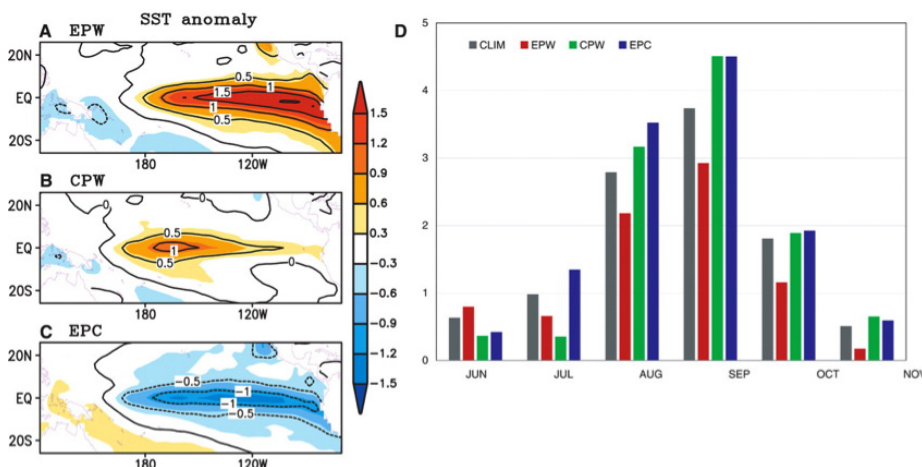 SST anomaly
A EPW
20N
EQ
20S
0.5
1
1.5
1
0.5
180
120W
B CPW
20N
EQ
20S
0
0
0.5
1
0.5
0
180
120W
C EPC
20N
EQ
20S
-0.5
-1
-1
-0.5
180
120W
1.5
1.2
0.9
0.6
0.3
-0.3
-0.6
-0.9
-1.2
-1.5
D
CLIM EPW CPW EPC
5
4
3
2
1
0
JUN JUL AUG SEP OCT NOV